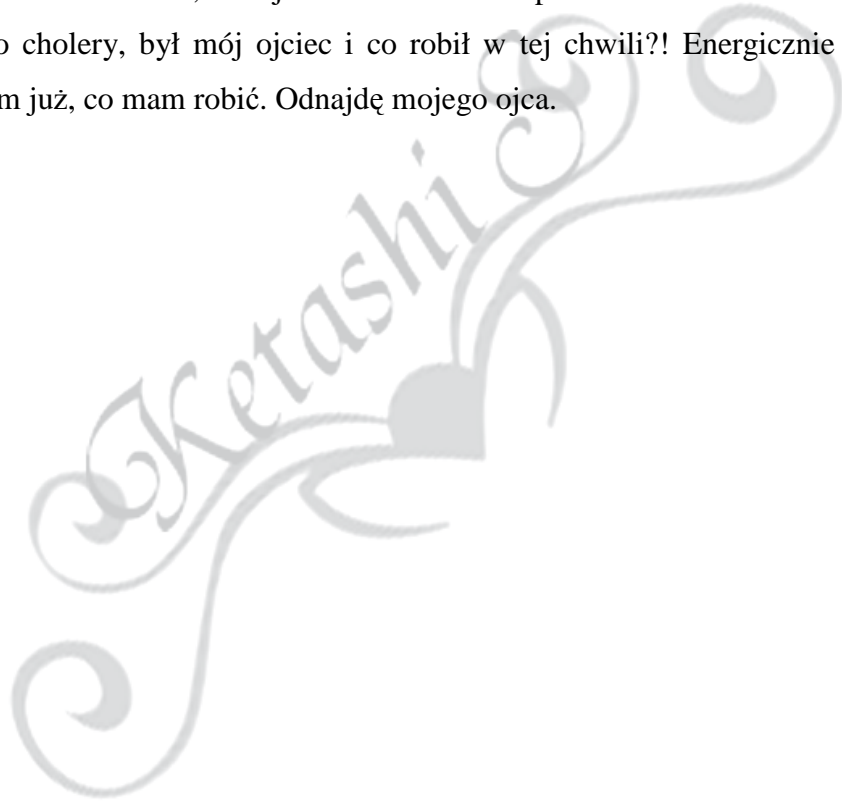 o cholery, był mój ojciec i co robił w tej chwili?! Energicznie
m już, co mam robić. Odnajdę mojego ojca.
Ketashi